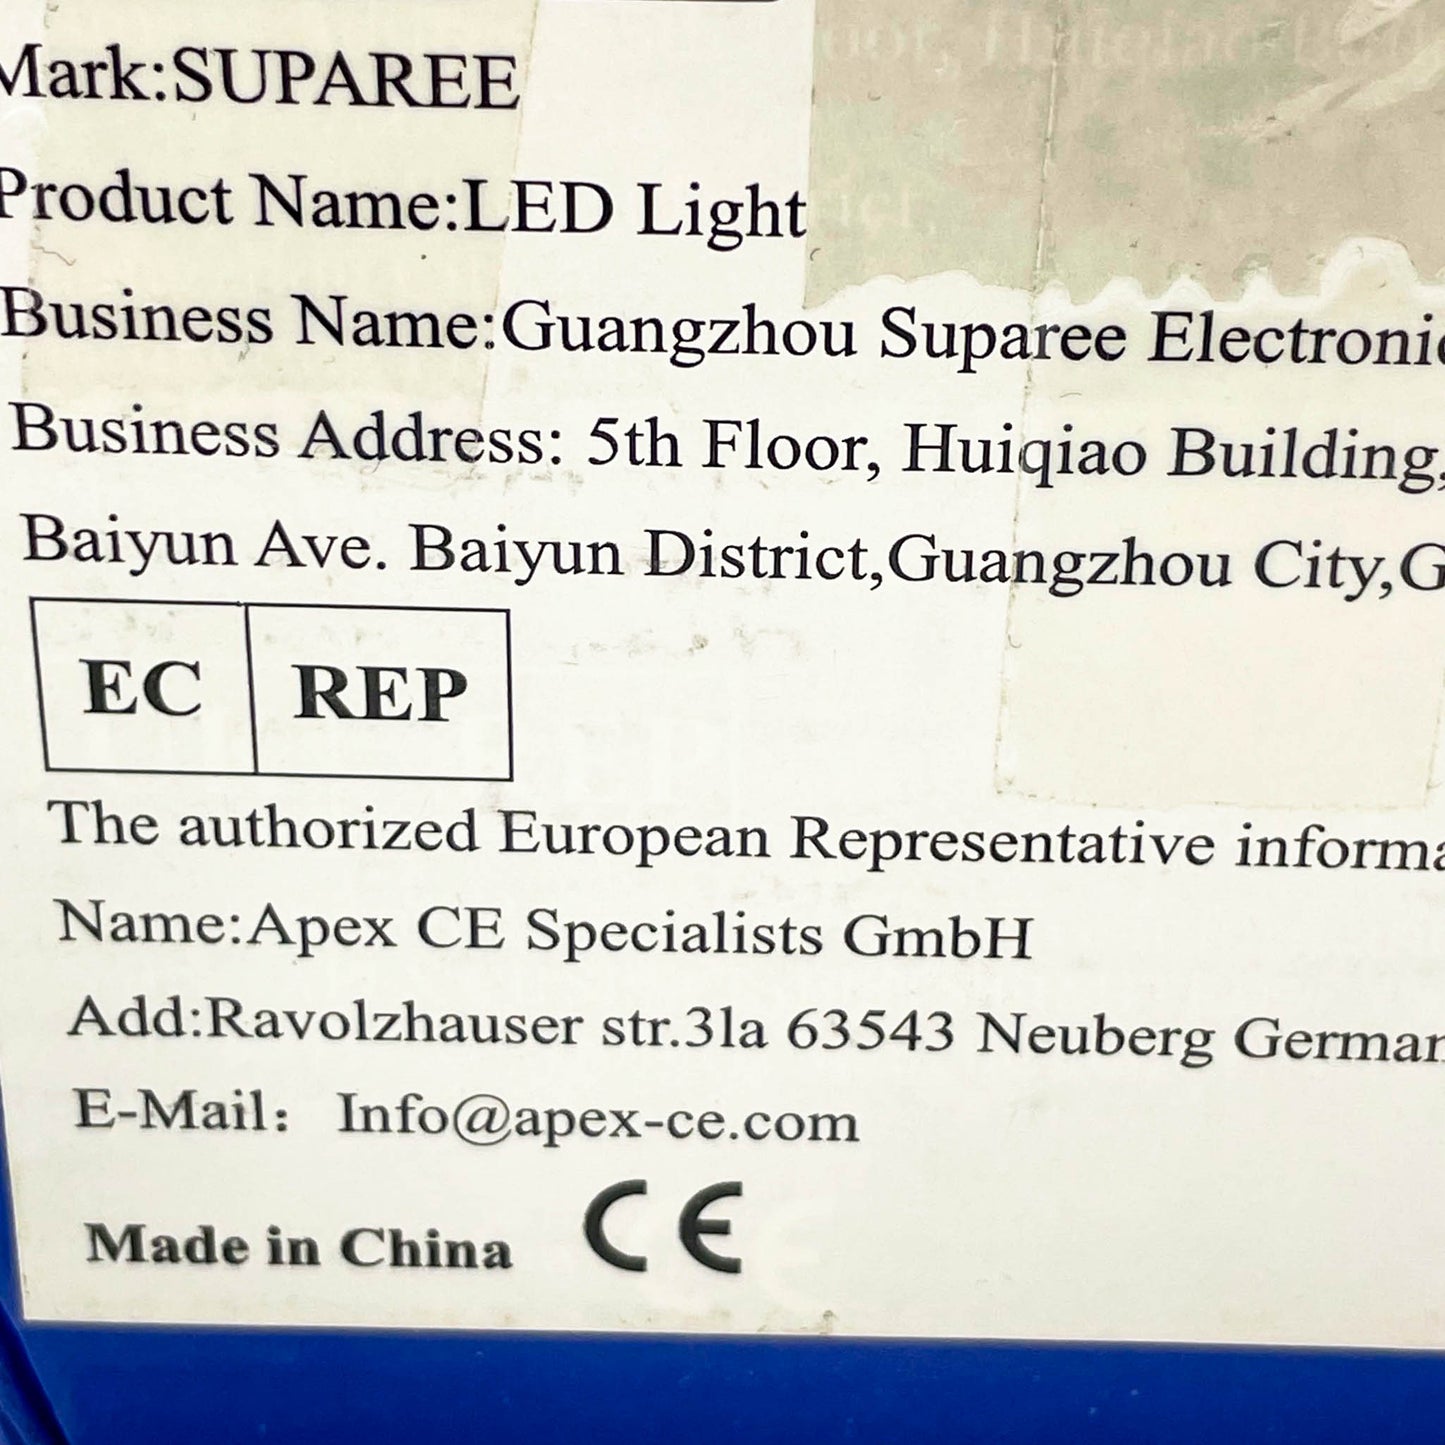 Mark:SUPAREE
Product Name:LED Light
Business Name:Guangzhou Suparee Electronic
Business Address: 5th Floor, Huiqiao Building,
Baiyun Ave. Baiyun District,Guangzhou City,G
EC REP
The authorized European Representative informa
Name:Apex CE Specialists GmbH
Add:Ravolzhauser str.3la 63543 Neuberg German
E-Mail: Info@apex-ce.com
Made in China CE